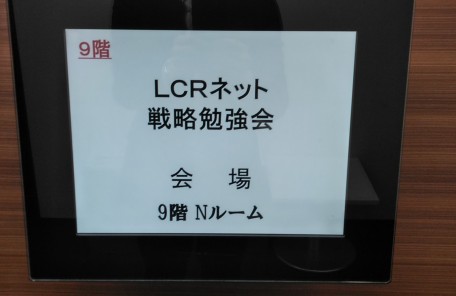 9階
LCRネット
戦略勉強会
会　場
9階 Nルーム